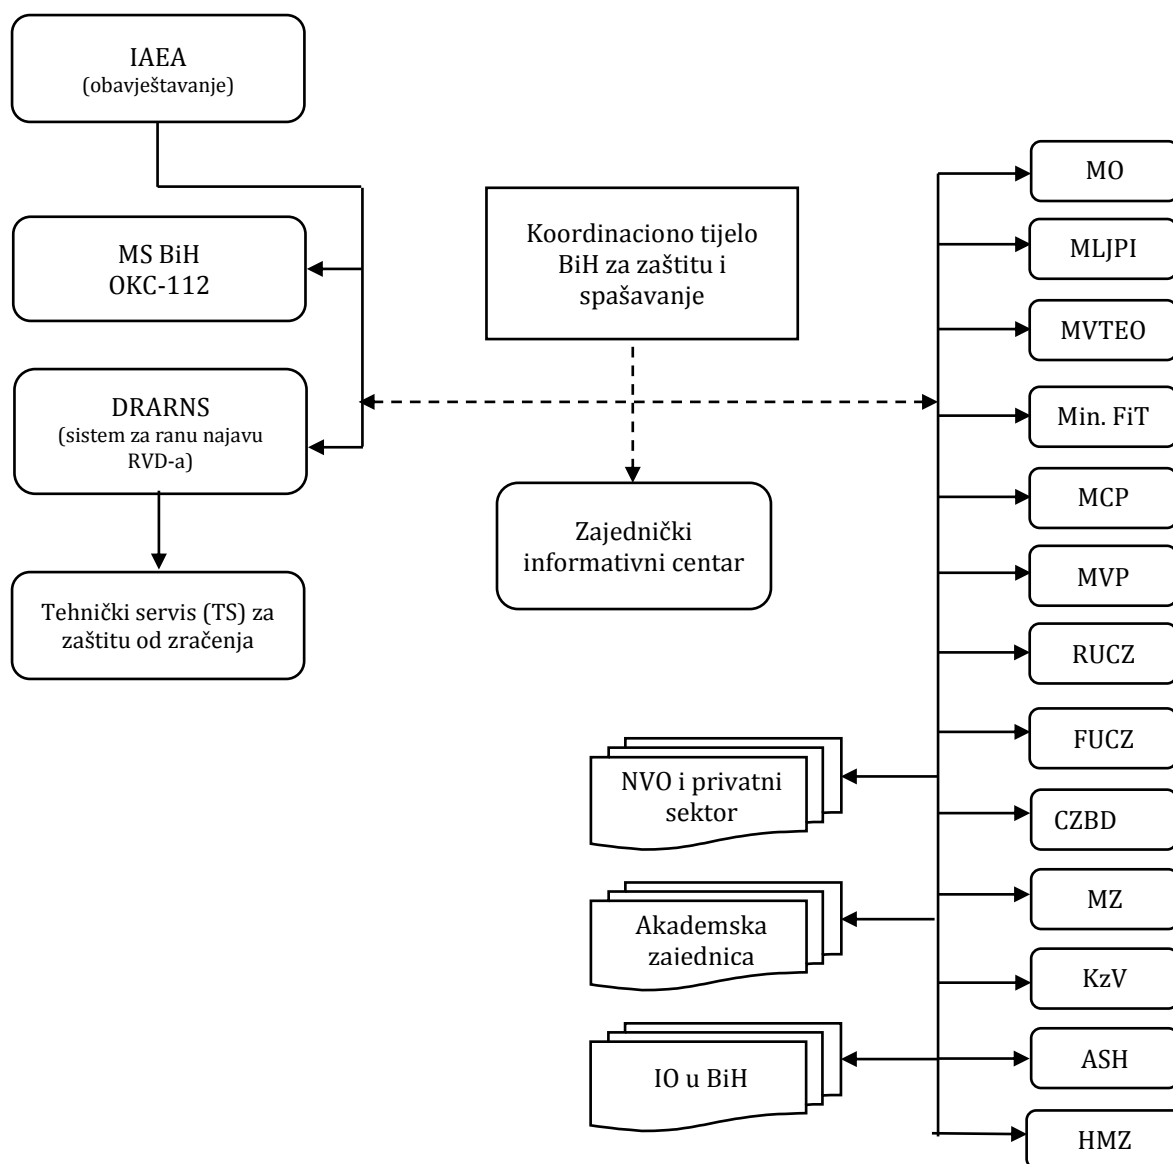 IAEA
(obavještavanje)
MS BiH
OKC-112
DRARNS
(sistem za ranu najavu
RVD-a)
Tehnički servis (TS) za
zaštitu od zračenja
Koordinaciono tijelo
BiH za zaštitu i
spašavanje
Zajednički
informativni centar
NVO i privatni
sektor
Akademska
zaiednica
IO u BiH
MO
MLJPI
MVTEO
Min. FiT
MCP
MVP
RUCZ
FUCZ
CZBD
MZ
KzV
ASH
HMZ